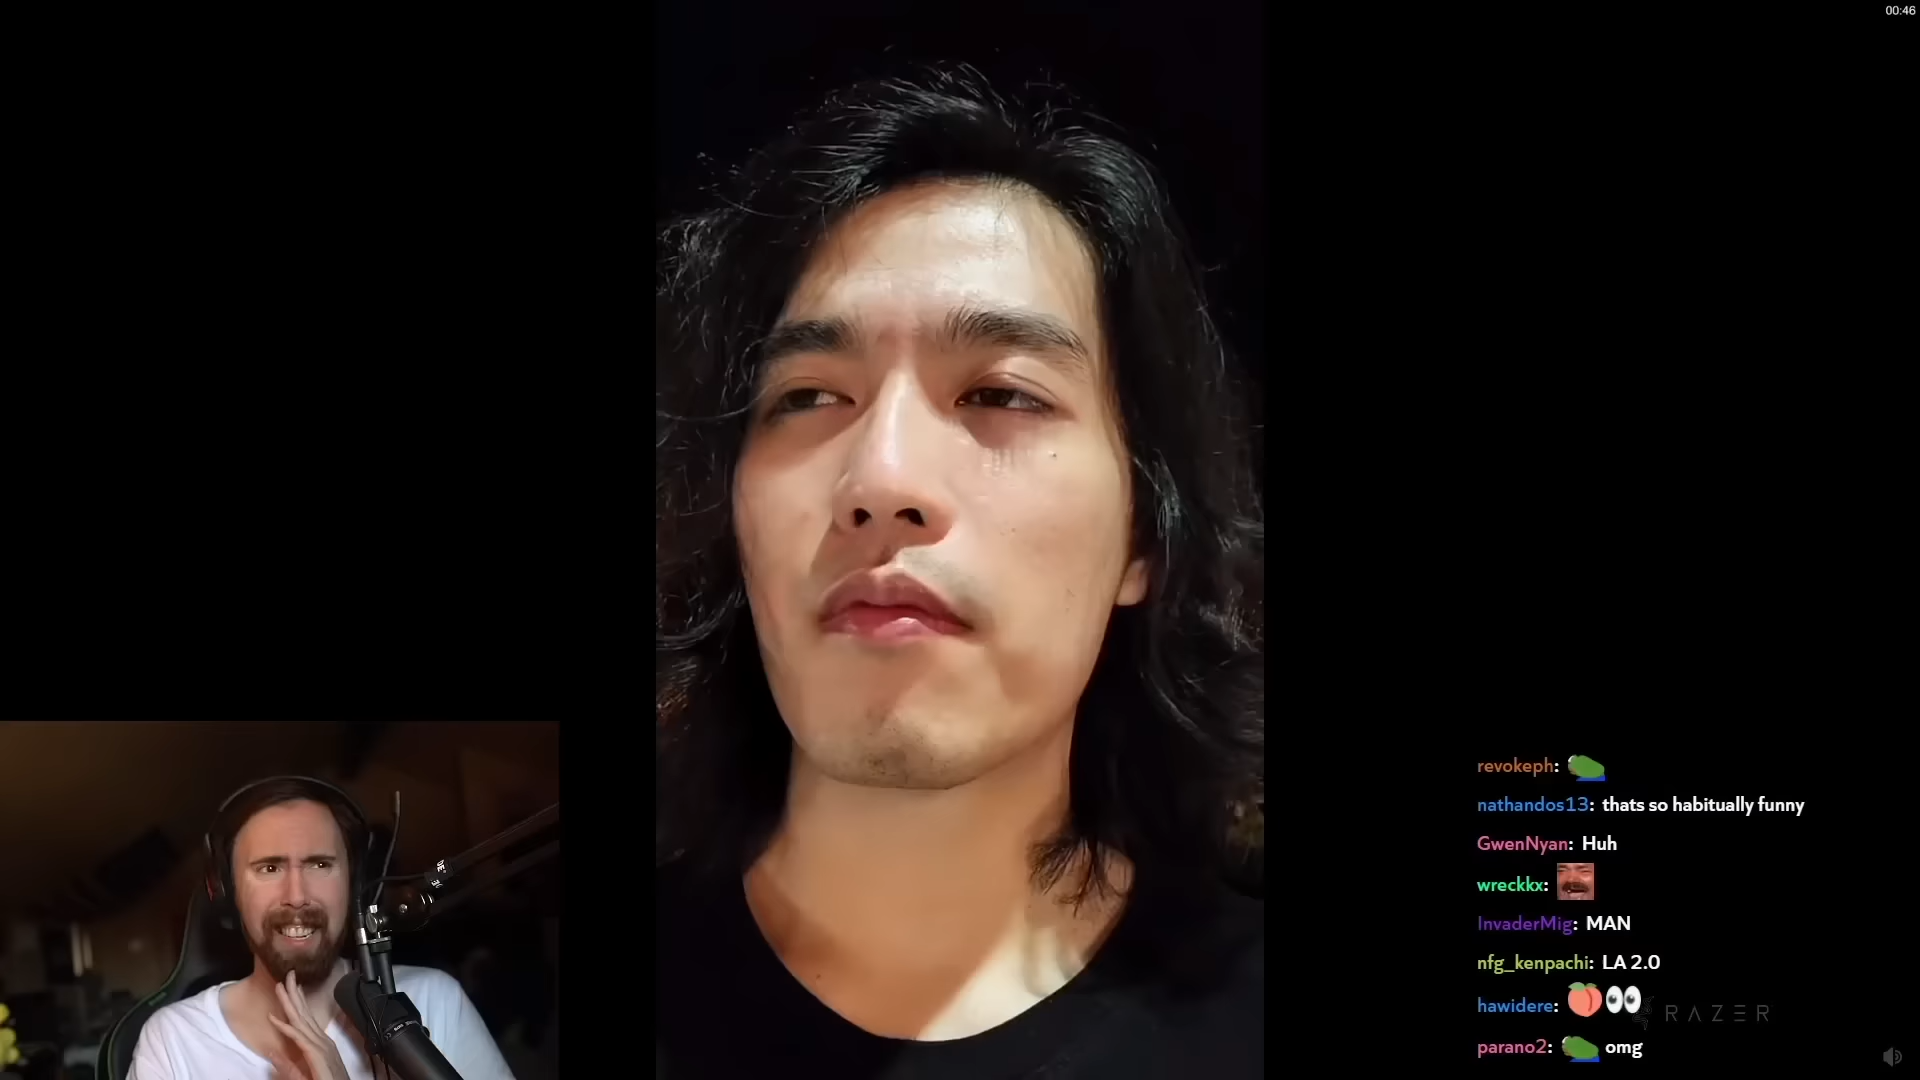 00:46
revokeph:
nathandos13: thats so habitually funny
GwenNyan: Huh
wreckkx:
InvaderMig: MAN
nfg_kenpachi: LA 2.0
hawidere:
RAZER
parano2: omg